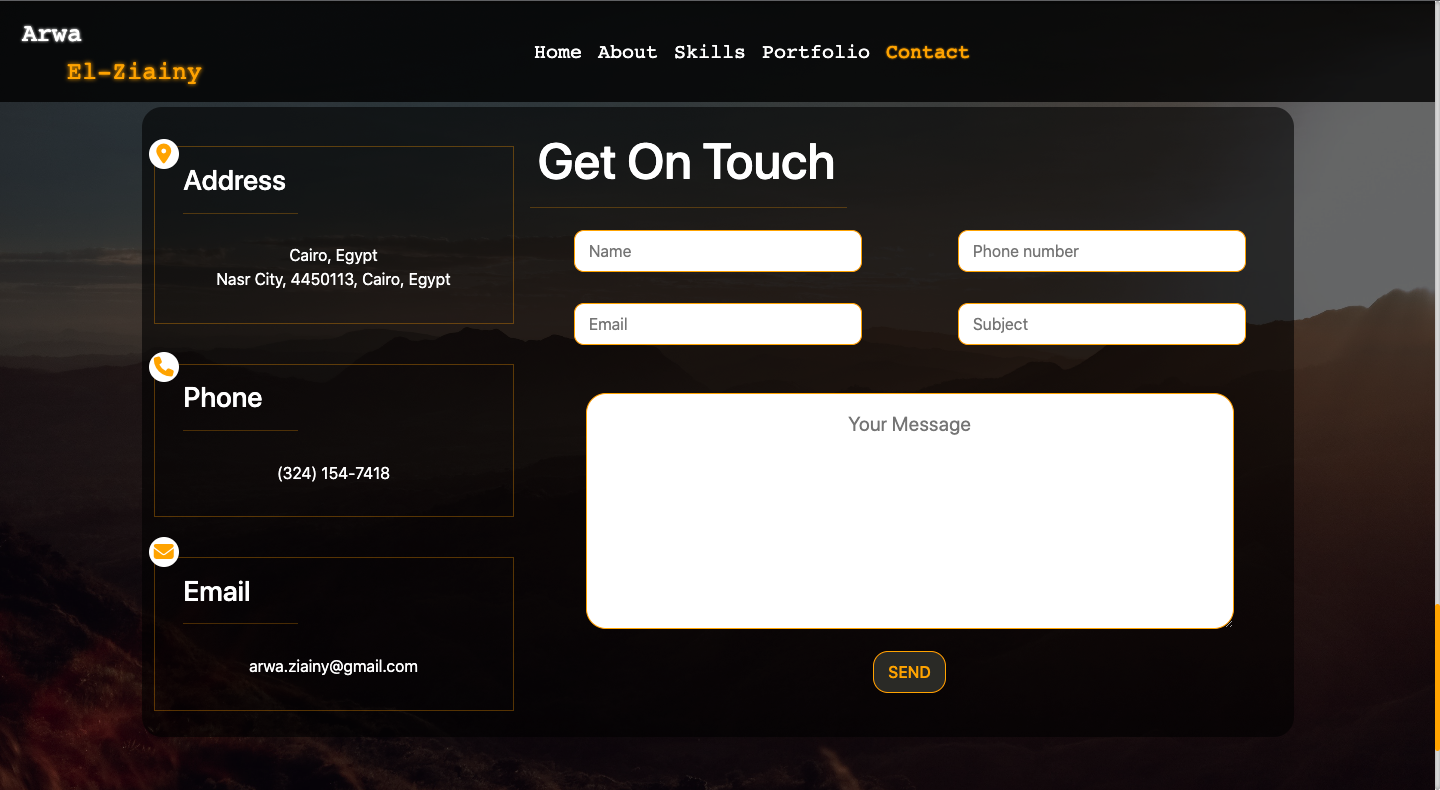 Arwa
El-Ziainy
Home About Skills Portfolio Contact
Address
Cairo, Egypt
Nasr City, 4450113, Cairo, Egypt
Phone
(324) 154-7418
Email
arwa.ziainy@gmail.com
Get On Touch
Name
Phone number
Email
Subject
Your Message
SEND